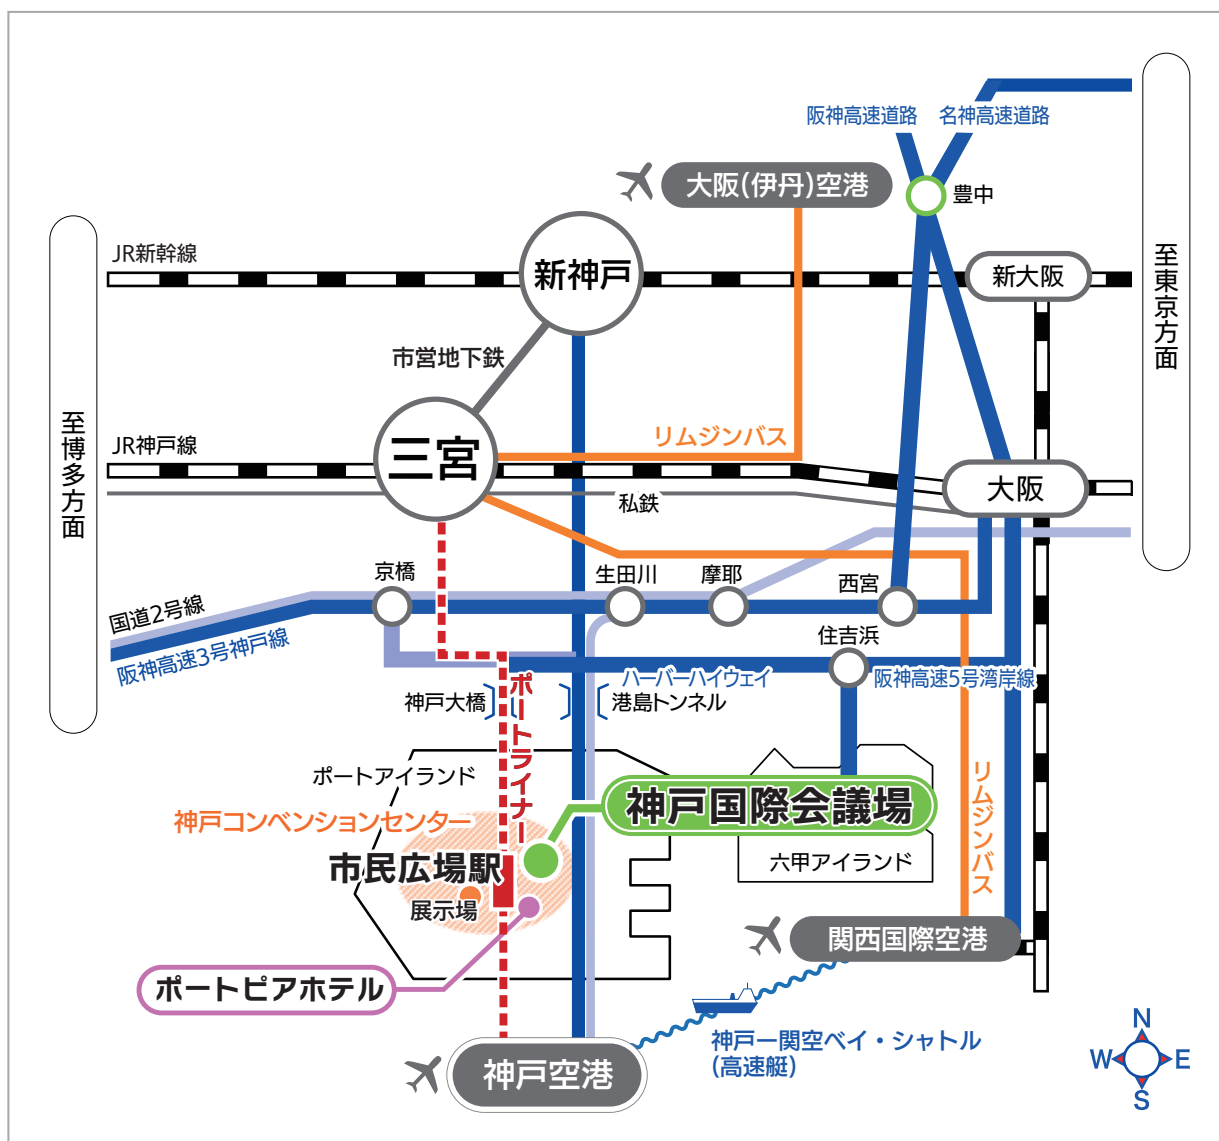 阪神高速道路
名神高速道路
大阪(伊丹)空港
豊中
JR新幹線
新神戸
新大阪
至東京方面
市営地下鉄
至博多方面
JR神戸線
三宮
リムジンバス
大阪
私鉄
京橋
生田川
摩耶
西宮
国道2号線
阪神高速3号神戸線
住吉浜
ハーバーハイウェイ
阪神高速5号湾岸線
神戸大橋
ポートライナー
港島トンネル
ポートアイランド
神戸国際会議場
リムジンバス
神戸コンベンションセンター
市民広場駅
六甲アイランド
展示場
関西国際空港
ポートピアホテル
神戸ー関空ベイ・シャトル
(高速艇)
神戸空港
N
W
E
S